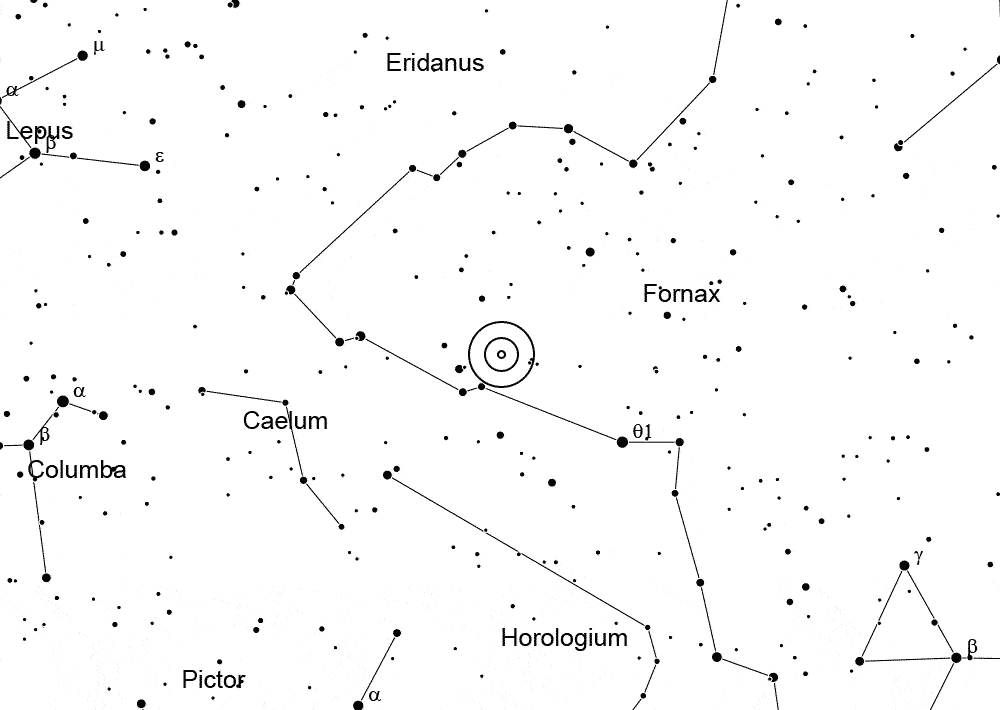 μ
Eridanus
α
Lepus
β
ε
Fornax
α
Caelum
β
θ1
Columba
γ
Horologium
β
Pictor
α